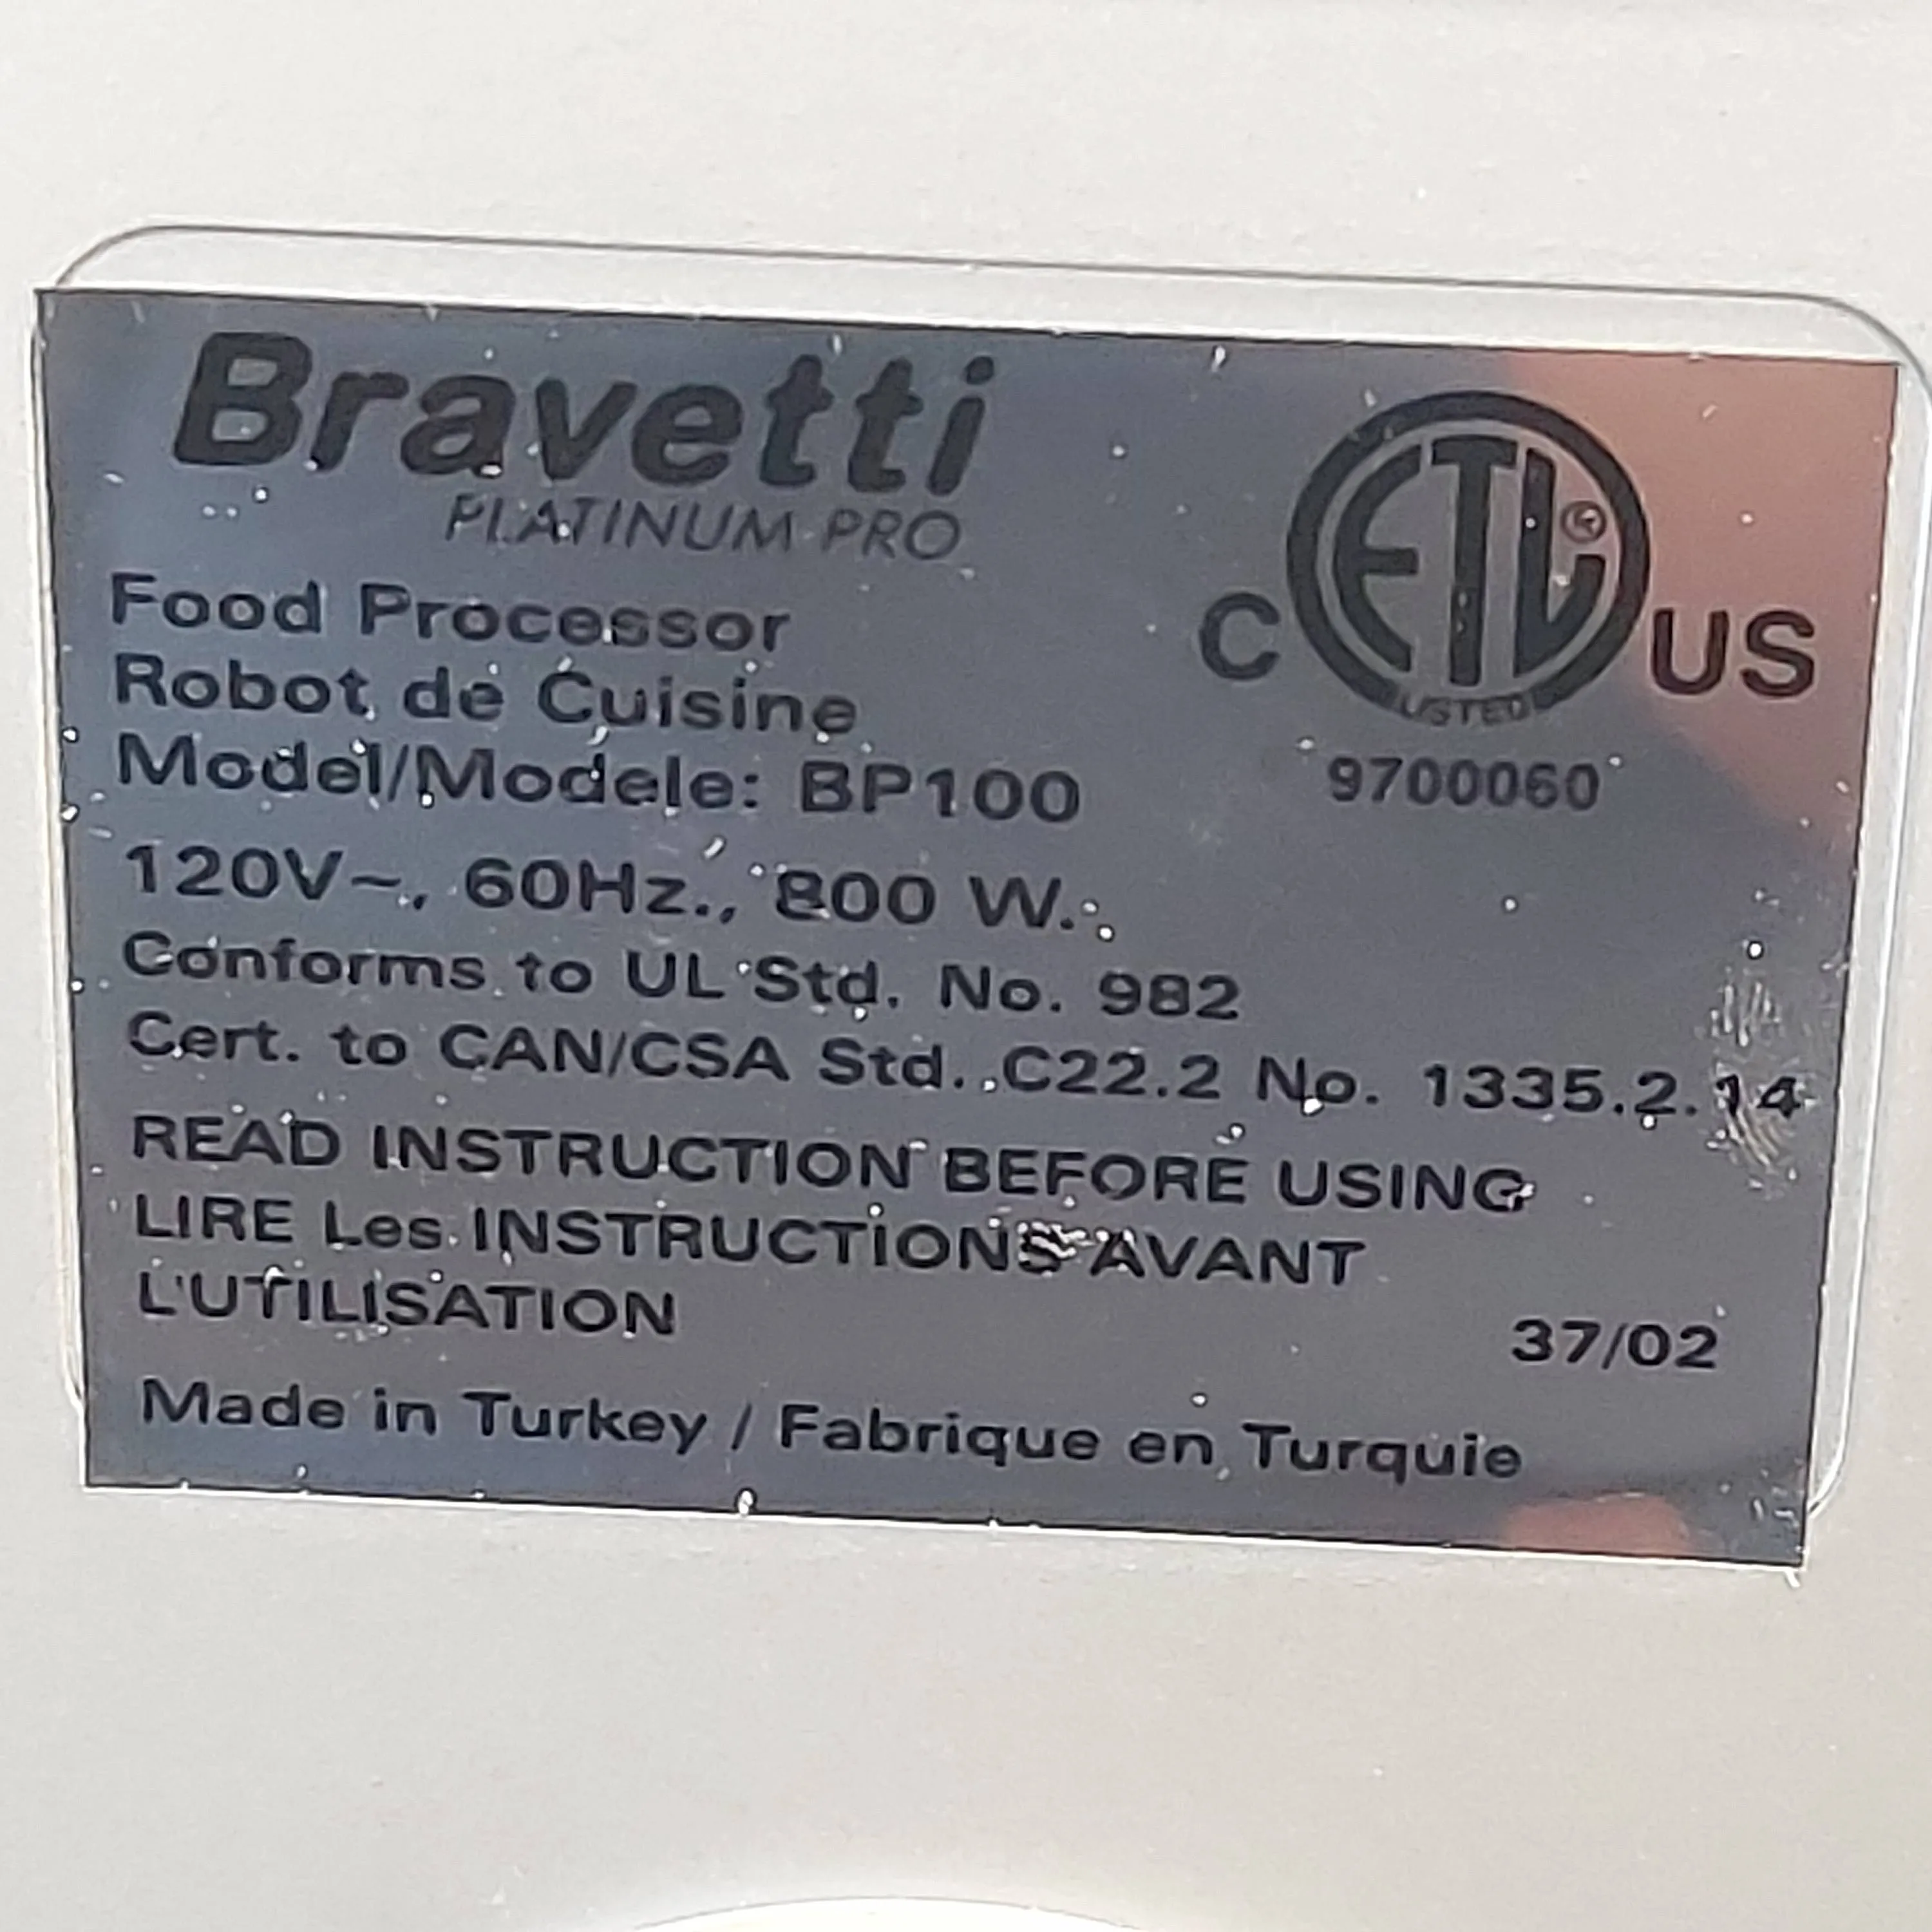 Bravetti
PLATINUM PRO
ETL ®
C US
LISTED
9700060
Food Processor
Robot de Cuisine
Model/Modele: BP100
120V~, 60Hz., 800 W.
Conforms to UL Std. No. 982
Cert. to CAN/CSA Std. C22.2 No. 1335.2.14
READ INSTRUCTION BEFORE USING
LIRE Les INSTRUCTIONS AVANT
L'UTILISATION
37/02
Made in Turkey / Fabrique en Turquie